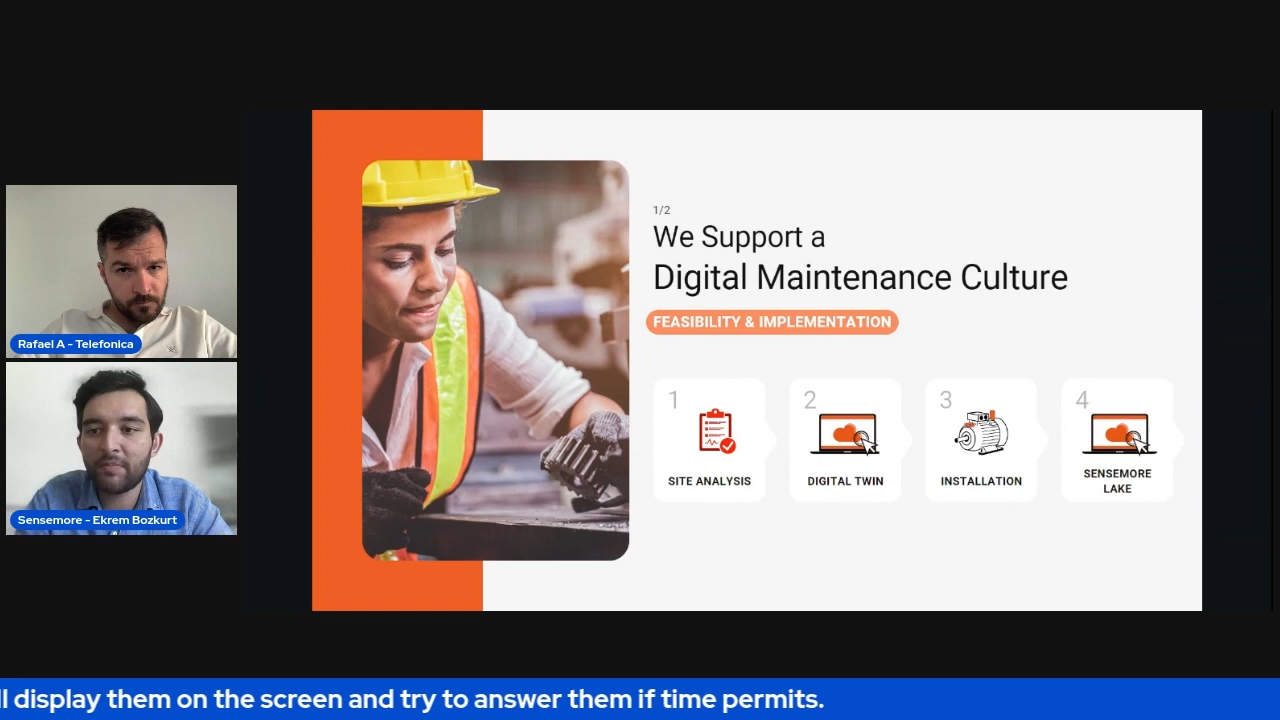 Rafael A - Telefonica
Sensemore - Ekrem Bozkurt
1/2
We Support a
Digital Maintenance Culture
FEASIBILITY & IMPLEMENTATION
1
SITE ANALYSIS
2
DIGITAL TWIN
3
INSTALLATION
4
SENSEMORE
LAKE
display them on the screen and try to answer them if time permits.